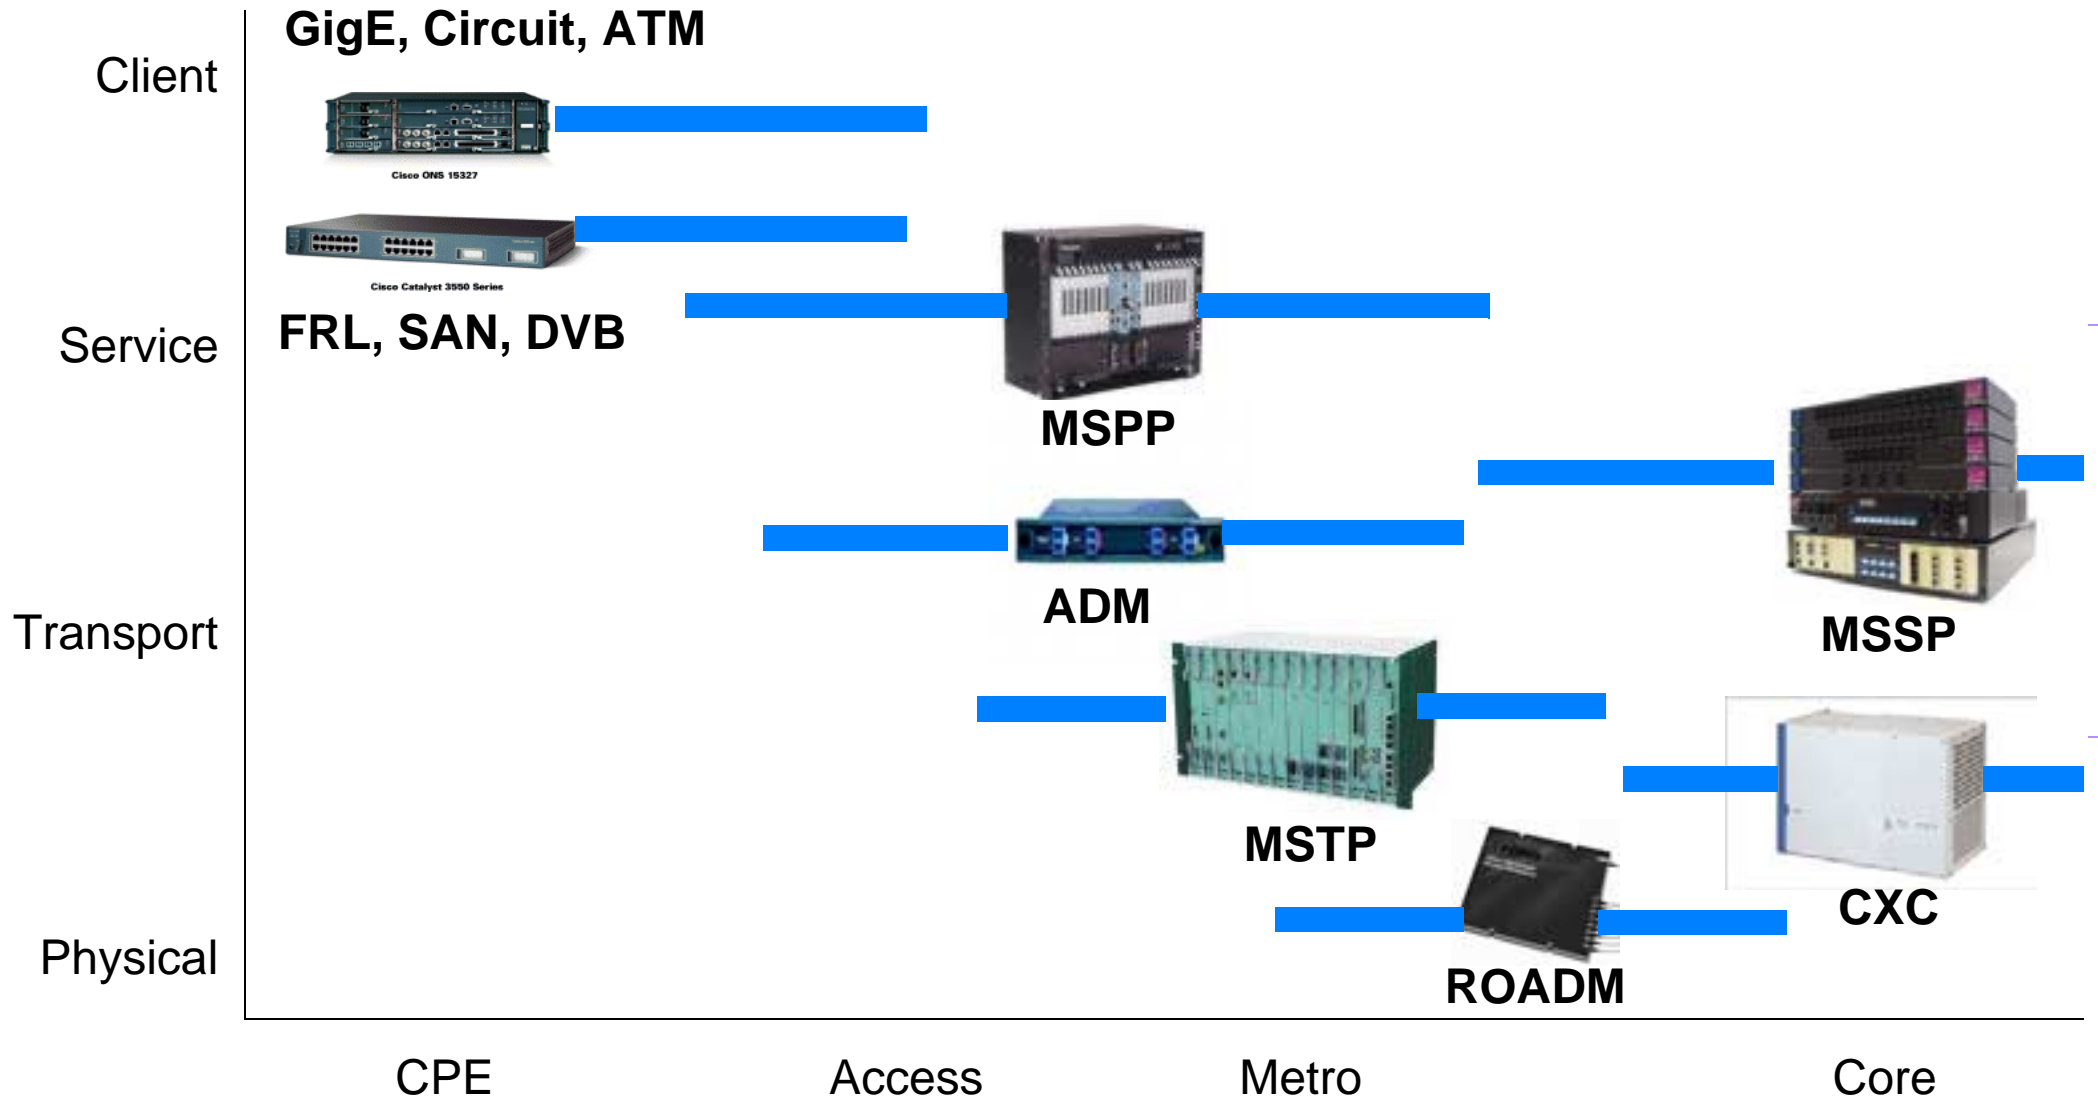 GigE, Circuit, ATM
Client
Cisco ONS 15327
Cisco Catalyst 3550 Series
Service
FRL, SAN, DVB
MSPP
ADM
Transport
MSSP
MSTP
CXC
Physical
ROADM
CPE
Access
Metro
Core